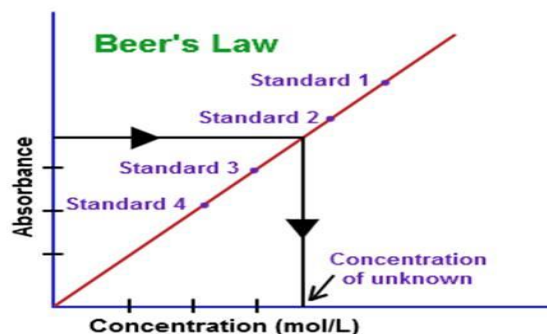 Beer's Law
Standard 1
Standard 2
Standard 3
Standard 4
Absorbance
Concentration
of unknown
Concentration (mol/L)